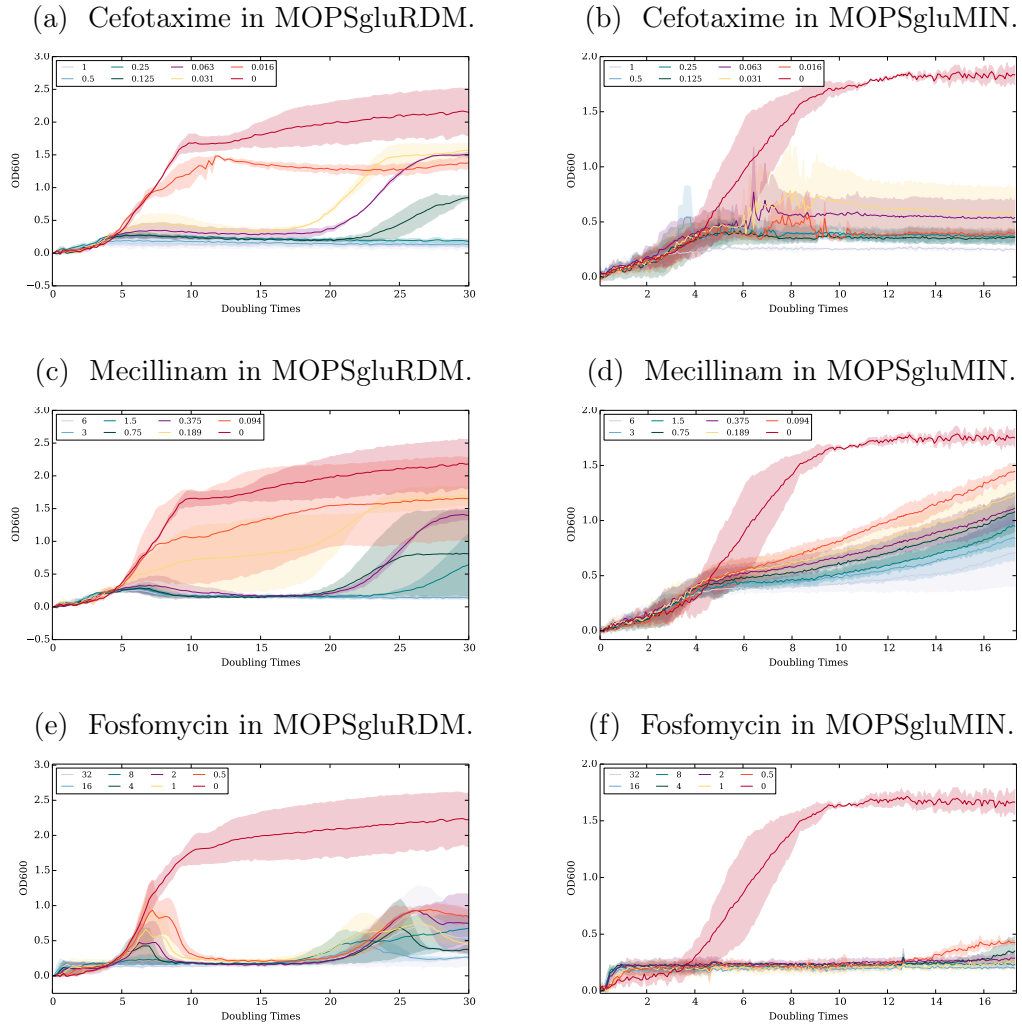 (a) Cefotaxime in MOPSgluRDM.
(b) Cefotaxime in MOPSgluMIN.
3.0
2.5
2.0
1.5
1.0
0.5
0.0
−0.5
OD600
1 0.25 0.063 0.016
0.5 0.125 0.031 0
0 5 10 15 20 25 30
Doubling Times
2.0
1.5
1.0
0.5
0.0
OD600
1 0.25 0.063 0.016
0.5 0.125 0.031 0
2 4 6 8 10 12 14 16
Doubling Times
(c) Mecillinam in MOPSgluRDM.
(d) Mecillinam in MOPSgluMIN.
3.0
2.5
2.0
1.5
1.0
0.5
0.0
−0.5
OD600
6 1.5 0.375 0.094
3 0.75 0.189 0
0 5 10 15 20 25 30
Doubling Times
2.0
1.5
1.0
0.5
0.0
OD600
6 1.5 0.375 0.094
3 0.75 0.189 0
0 2 4 6 8 10 12 14 16
Doubling Times
(e) Fosfomycin in MOPSgluRDM.
(f) Fosfomycin in MOPSgluMIN.
3.0
2.5
2.0
1.5
1.0
0.5
0.0
OD600
32 8 2 0.5
16 4 1 0
0 5 10 15 20 25 30
Doubling Times
2.0
1.5
1.0
0.5
0.0
OD600
32 8 2 0.5
16 4 1 0
2 4 6 8 10 12 14 16
Doubling Times